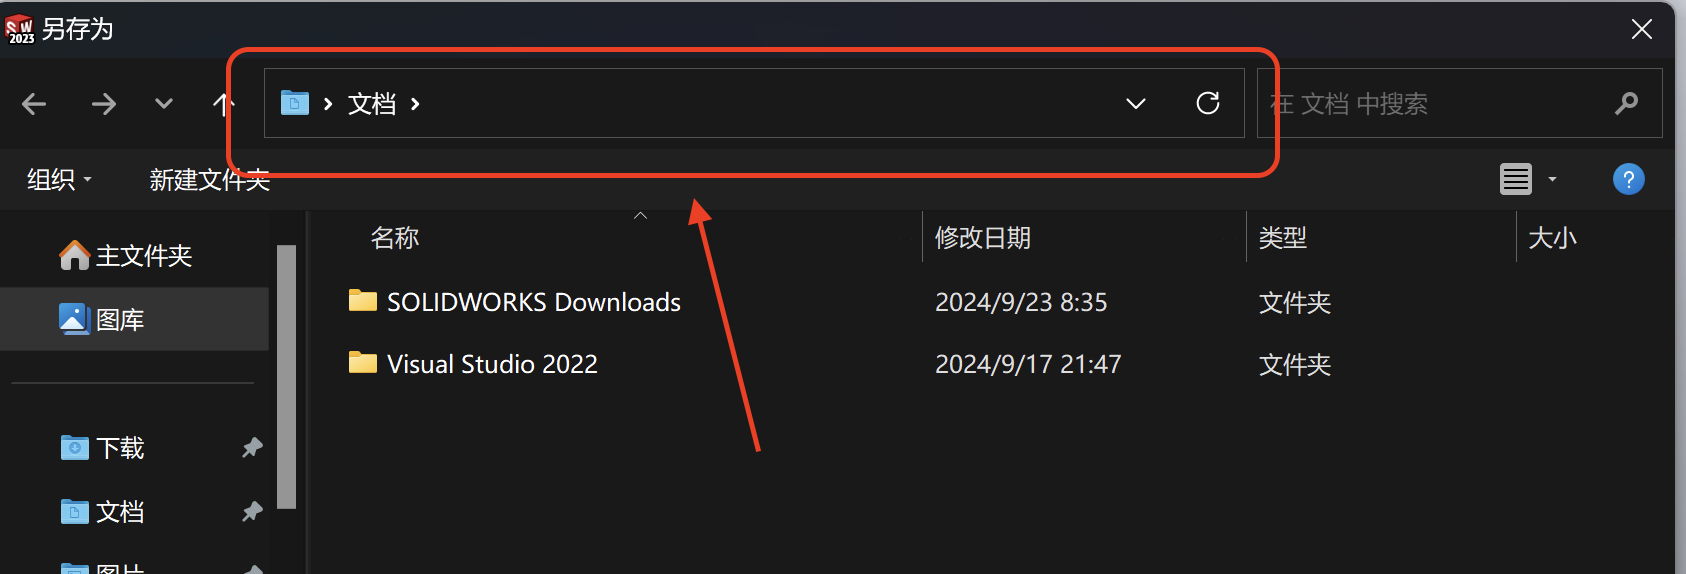 SW
2023
另存为
文档
在 文档 中搜索
组织
新建文件夹
?
主文件夹
图库
下载
文档
图片
名称
修改日期
类型
大小
SOLIDWORKS Downloads
2024/9/23 8:35
文件夹
Visual Studio 2022
2024/9/17 21:47
文件夹